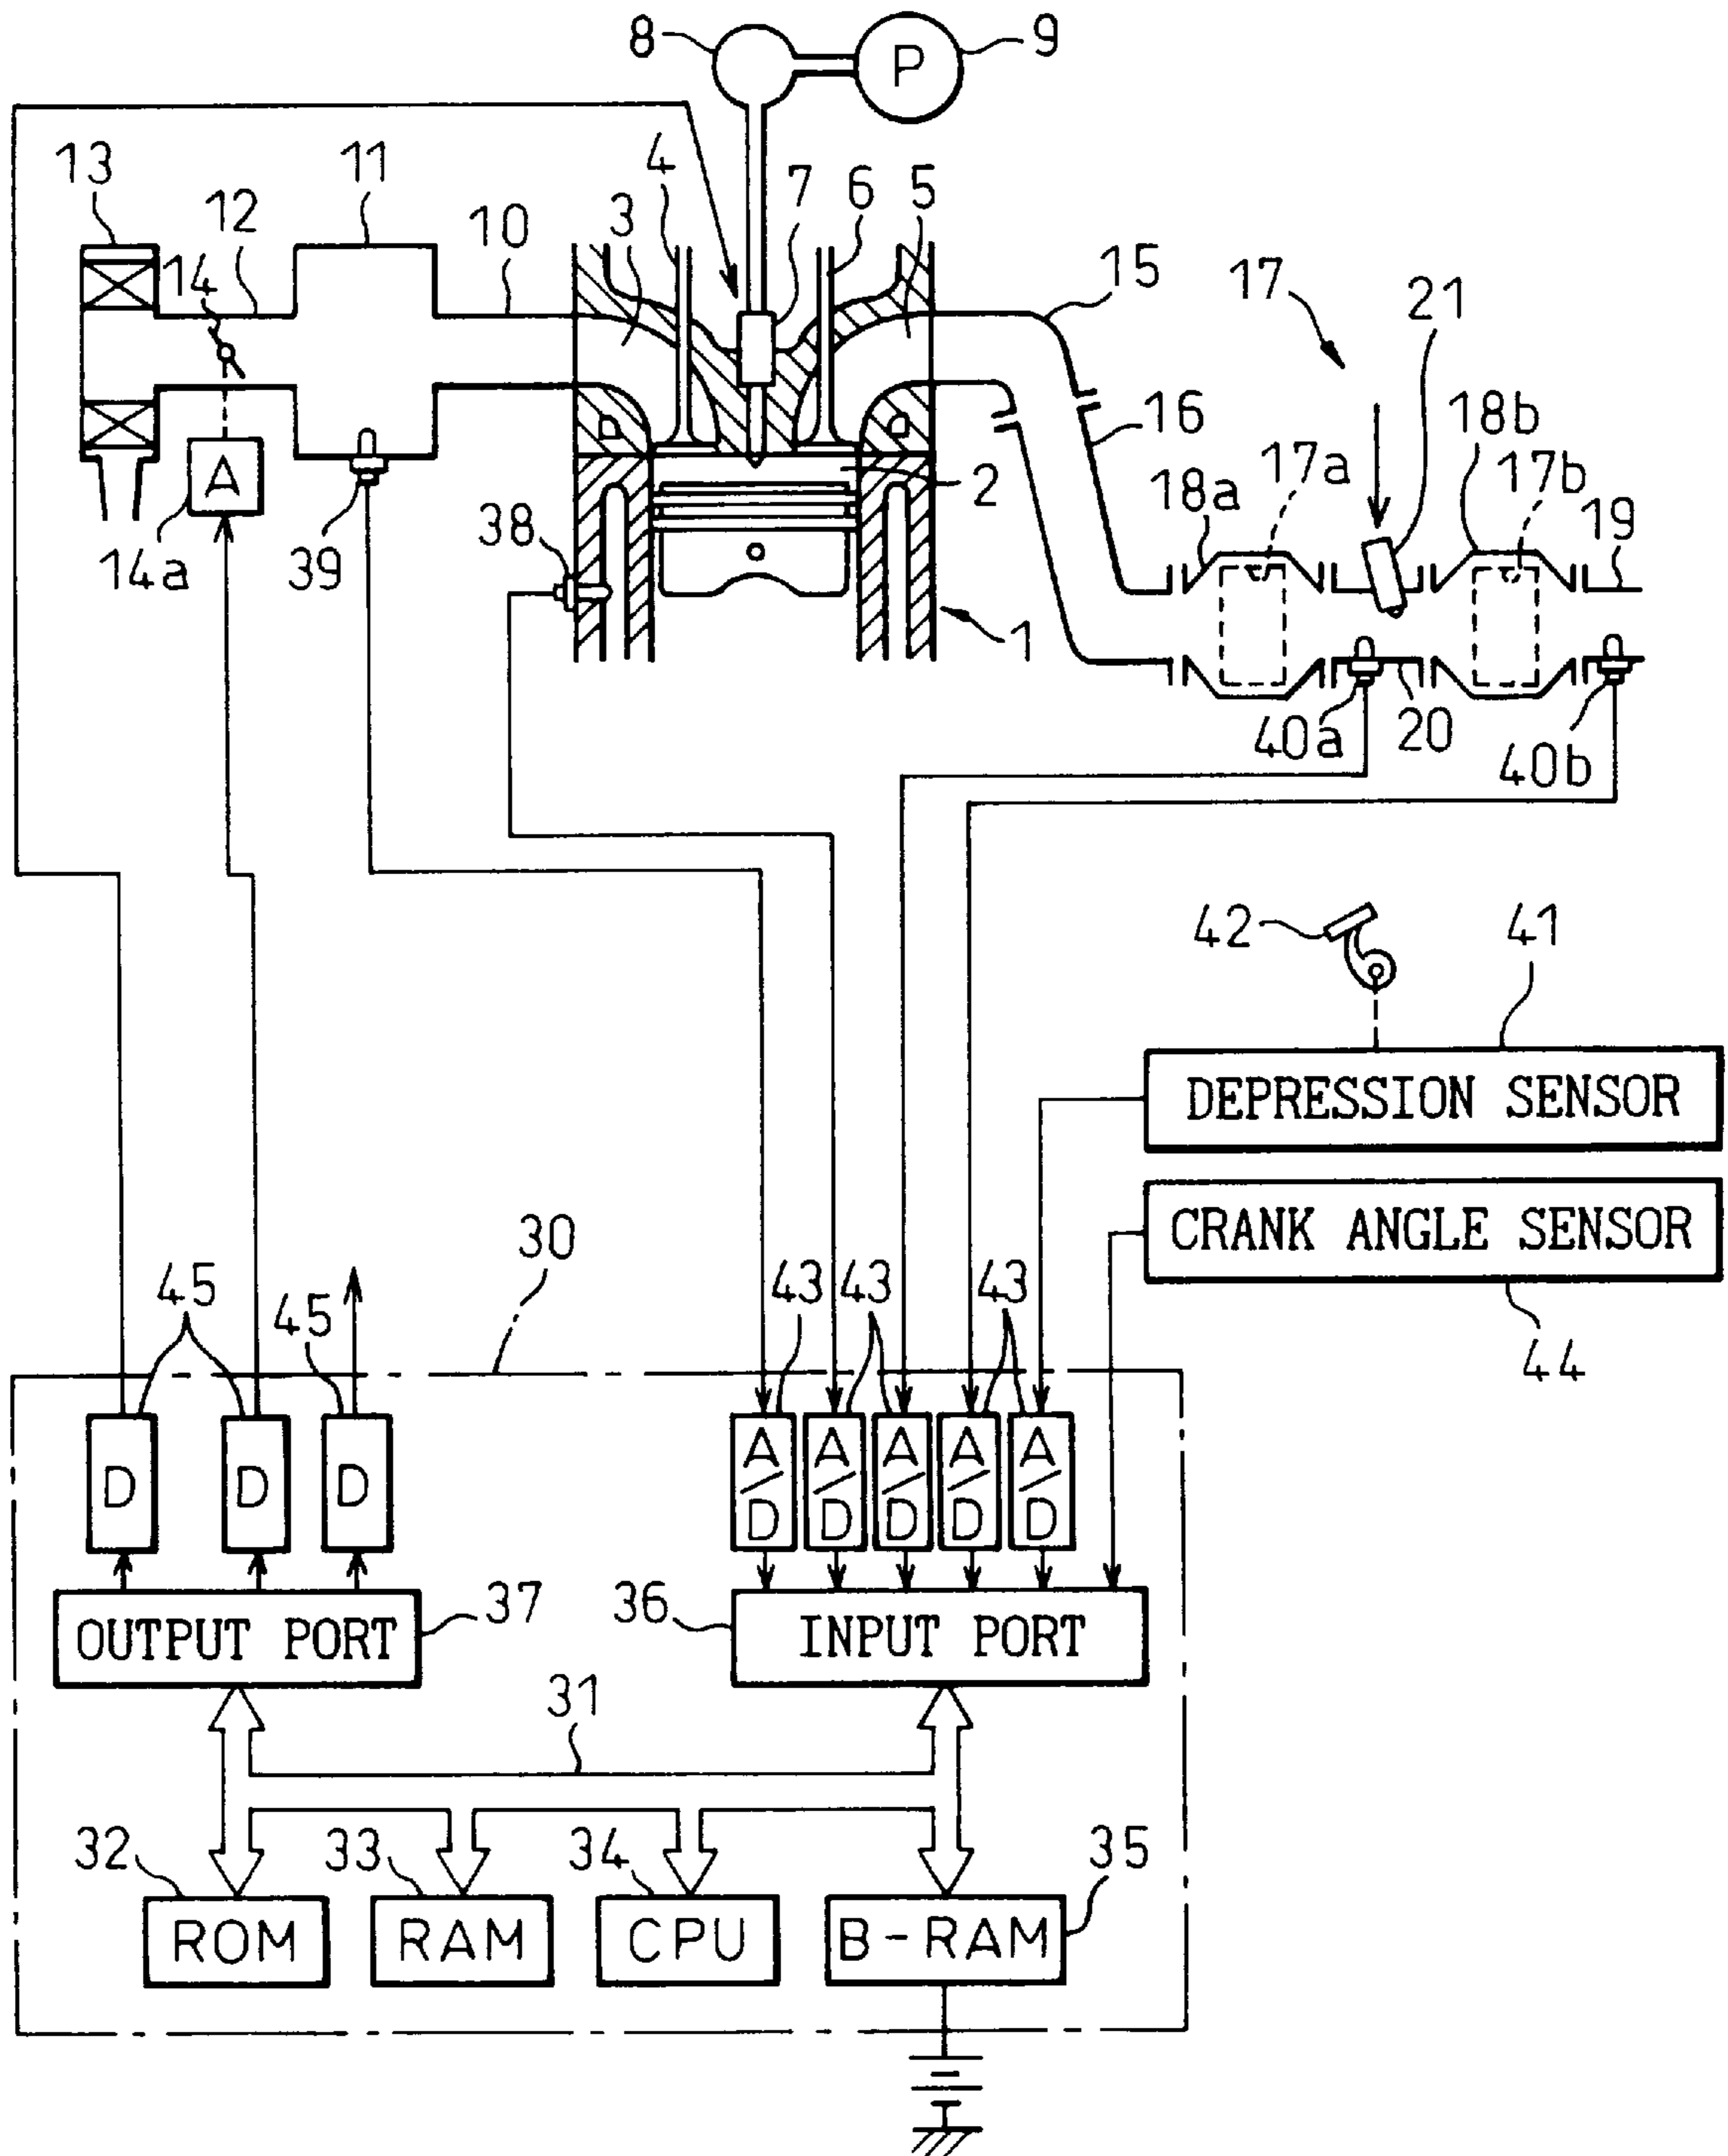 8
P
9
13
11
4
7
6
5
12
10
3
14
15
17
21
A
14a
39
38
2
1
16
18a
17a
18b
17b
19
40a
20
40b
42
41
DEPRESSION SENSOR
CRANK ANGLE SENSOR
44
30
45
45
43
43
43
D
D
D
A/D
A/D
A/D
A/D
A/D
OUTPUT PORT
37
36
INPUT PORT
31
32
33
34
35
ROM
RAM
CPU
B-RAM